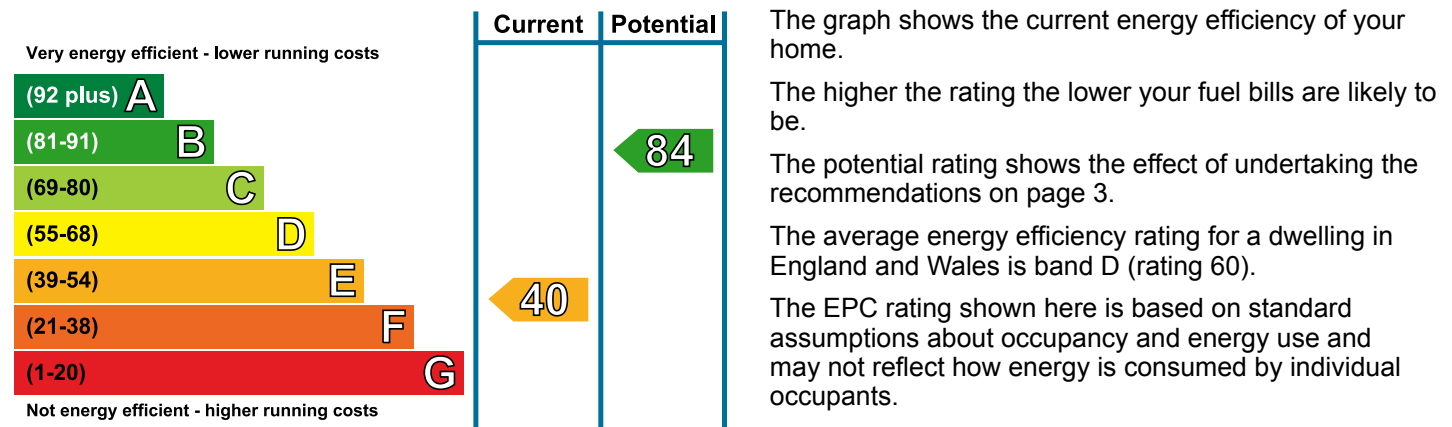 Current Potential
Very energy efficient - lower running costs
(92 plus) A
(81-91) B
84
(69-80) C
(55-68) D
(39-54) E
40
(21-38) F
(1-20) G
Not energy efficient - higher running costs
The graph shows the current energy efficiency of your
home.
The higher the rating the lower your fuel bills are likely to
be.
The potential rating shows the effect of undertaking the
recommendations on page 3.
The average energy efficiency rating for a dwelling in
England and Wales is band D (rating 60).
The EPC rating shown here is based on standard
assumptions about occupancy and energy use and
may not reflect how energy is consumed by individual
occupants.